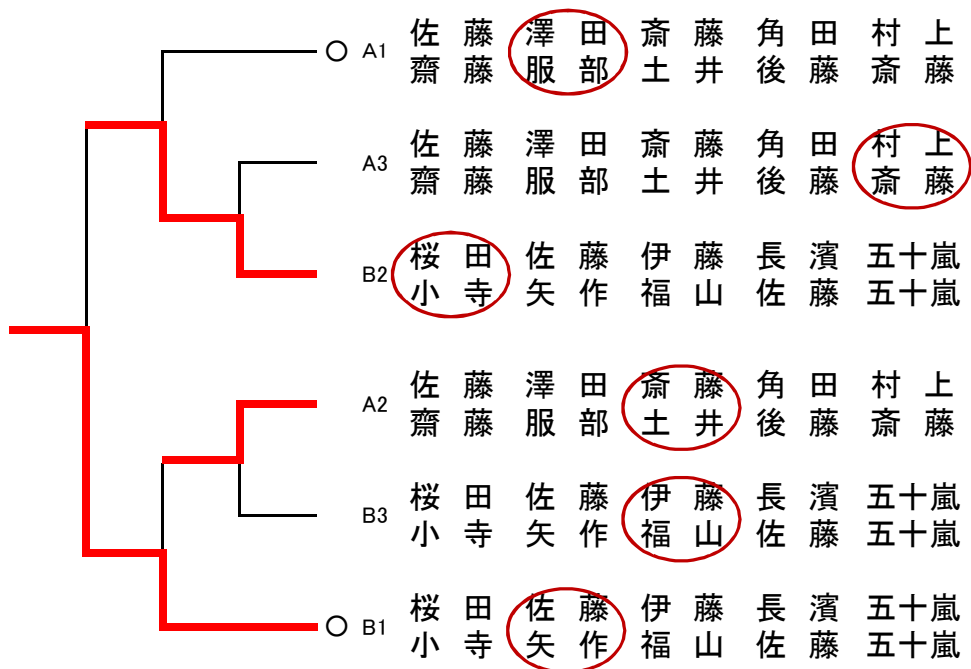 ○ A1 佐藤 澤田 斎藤 角田 村上
齋藤 服部 土井 後藤 斎藤
A3 佐藤 澤田 斎藤 角田 村上
齋藤 服部 土井 後藤 斎藤
B2 桜田 佐藤 伊藤 長濱 五十嵐
小寺 矢作 福山 佐藤 五十嵐
A2 佐藤 澤田 斎藤 角田 村上
齋藤 服部 土井 後藤 斎藤
B3 桜田 佐藤 伊藤 長濱 五十嵐
小寺 矢作 福山 佐藤 五十嵐
○ B1 桜田 佐藤 伊藤 長濱 五十嵐
小寺 矢作 福山 佐藤 五十嵐